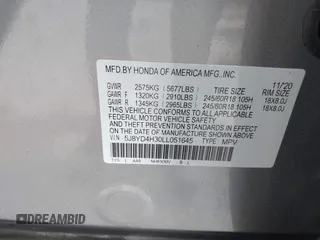 MFD.BY HONDA OF AMERICA MFG.,INC. 11/20
GVWR 2575KG (5677LBS) TIRE SIZE RIM SIZE
GAWR F 1320KG (2910LBS) 245/60R18 105H 18X8.0J
GAWR R 1345KG (2965LBS) 245/60R18 105H 18X8.0J
THIS VEHICLE CONFORMS TO ALL APPLICABLE
FEDERAL MOTOR VEHICLE SAFETY AND
THEFT PREVENTION STANDARDS IN EFFECT ON THE
DATE OF MANUFACTURE SHOWN ABOVE.
VIN: 5J8YD4H30LL051645 TYPE: MPV